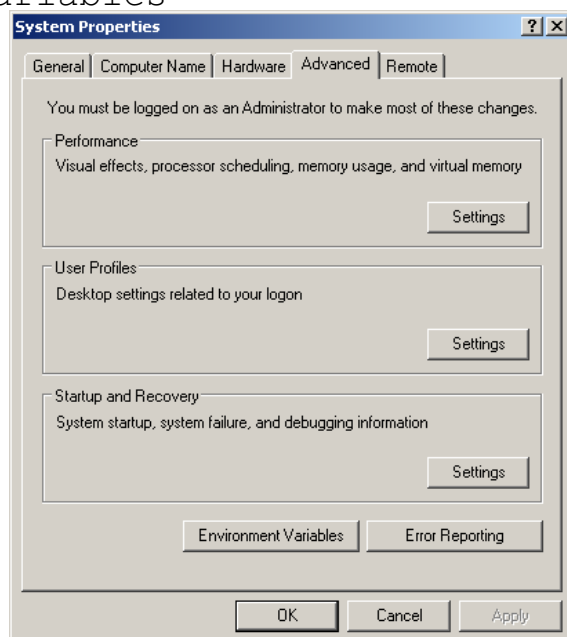 System Properties
? X
General Computer Name Hardware Advanced Remote
You must be logged on as an Administrator to make most of these changes.
Performance
Visual effects, processor scheduling, memory usage, and virtual memory
Settings
User Profiles
Desktop settings related to your logon
Settings
Startup and Recovery
System startup, system failure, and debugging information
Settings
Environment Variables Error Reporting
OK Cancel Apply